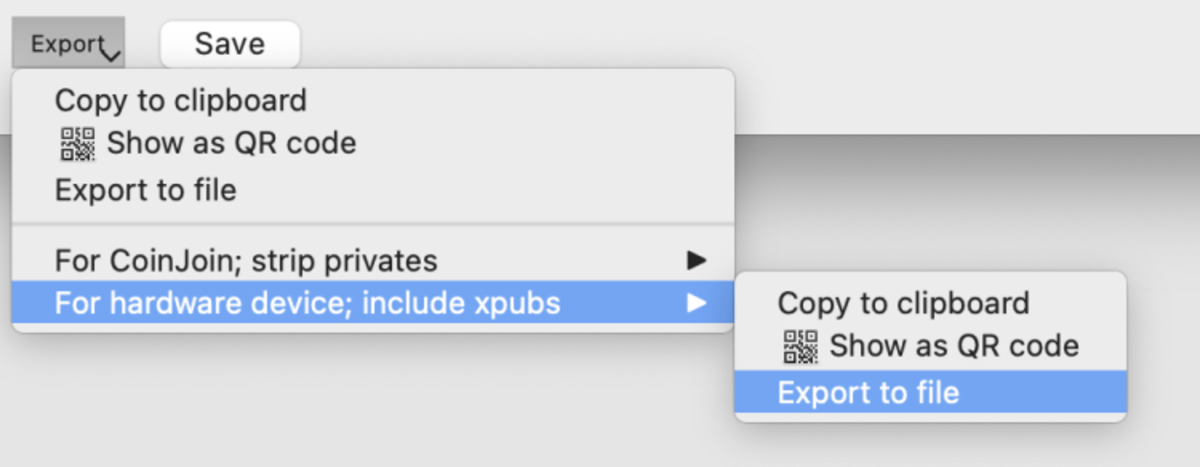 Export
Save
Copy to clipboard
Show as QR code
Export to file
For CoinJoin; strip privates
For hardware device; include xpubs
Copy to clipboard
Show as QR code
Export to file